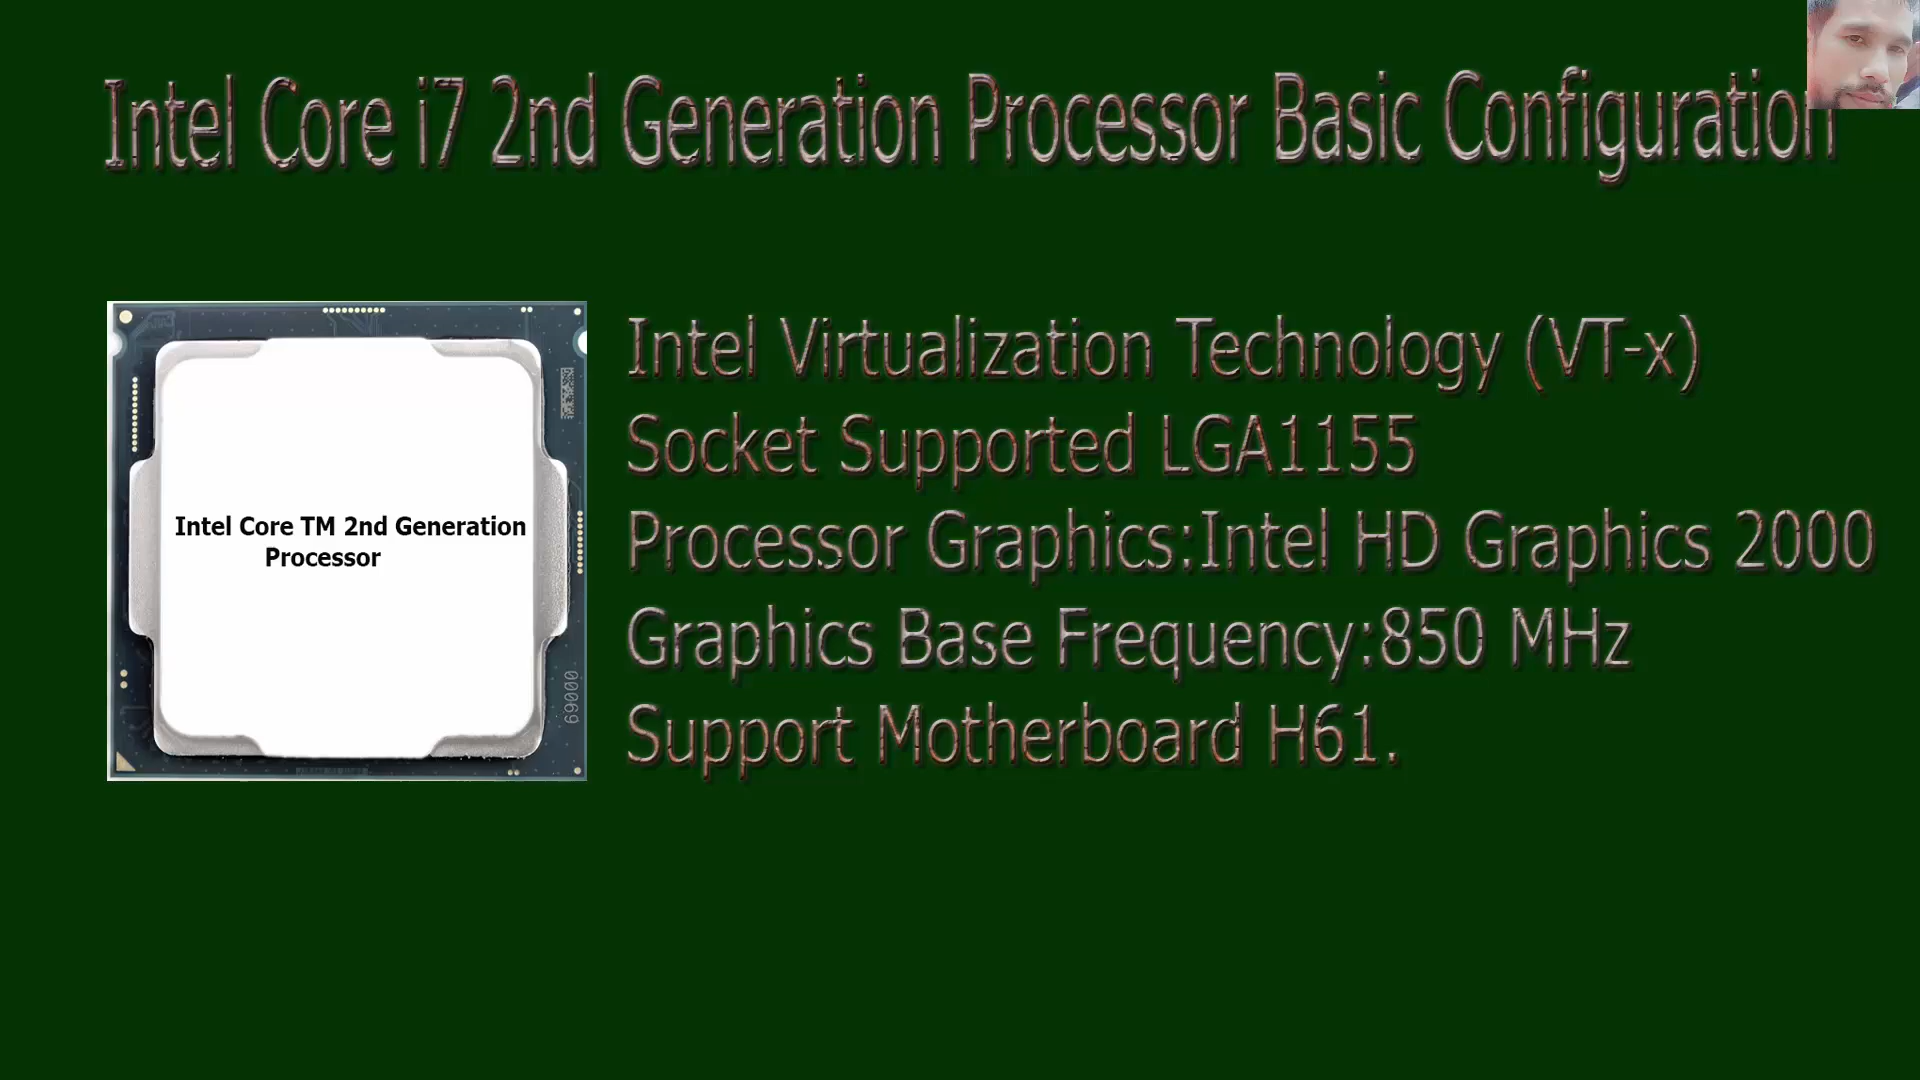 Intel Core i7 2nd Generation Processor Basic Configuration
Intel Virtualization Technology (VT-x)
Socket Supported LGA1155
Processor Graphics:Intel HD Graphics 2000
Graphics Base Frequency:850 MHz
Support Motherboard H61.
Intel Core TM 2nd Generation
Processor
69000